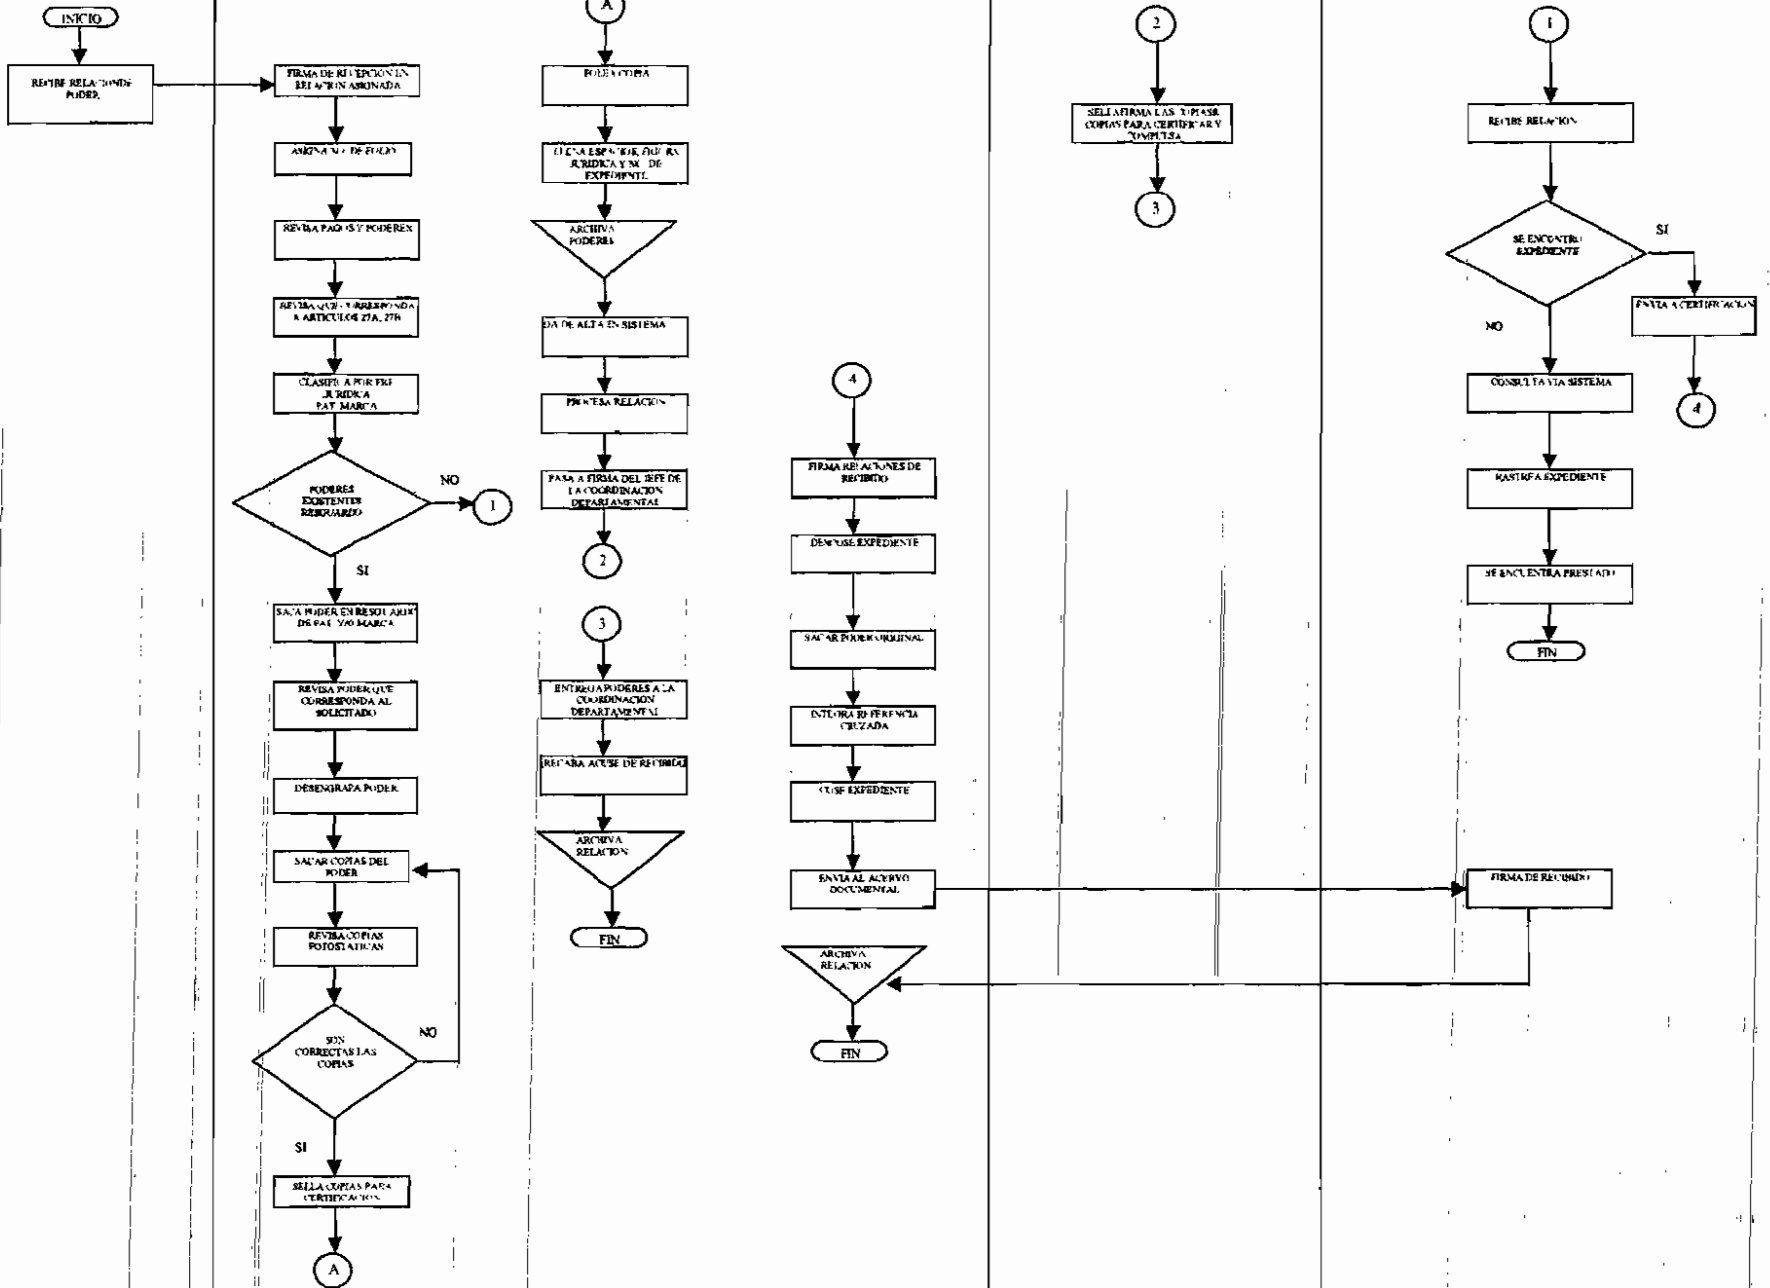 INICIO
RECIBE RELACION DE
PODER.
FIRMA DE RECEPCION EN
RELACION ASIGNADA
ASIGNA NO. DE FOLIO
REVISA PAGOS Y PODERES
REVISA QUE CORRESPONDA
A ARTICULOS 27A, 27B
CLASIFICA POR
JURIDICA
PAT. MARCA
PODERES
EXISTENTES
RESGUARDO
NO
1
SI
SACA PODER EN RESGUARDO
DE PAT. Y/O MARCA
REVISA PODER QUE
CORRESPONDA AL
SOLICITADO
DESENGRAPA PODER
SACAR COPIAS DEL
PODER
REVISA COPIAS
FOTOSTATICAS
SON
CORRECTAS LAS
COPIAS
NO
SI
SELLA COPIAS PARA
CERTIFICACION
A
A
FOLIA COPIA
JURIDICA Y NO. DE
EXPEDIENTE
ARCHIVA
PODERES
DA DE ALTA EN SISTEMA
PROCESA RELACION
PASA A FIRMA DEL JEFE DE
LA COORDINACION
DEPARTAMENTAL
2
3
ENTREGA PODERES A LA
COORDINACION
DEPARTAMENTAL
RECABA ACUSE DE RECIBIDO
ARCHIVA
RELACION
FIN
4
FIRMA RELACIONES DE
RECIBIDO
DESCOSE EXPEDIENTE
SACAR PODER ORIGINAL
INTEGRA REFERENCIA
CRUZADA
COSE EXPEDIENTE
ENVIA AL ACERVO
DOCUMENTAL
ARCHIVA
RELACION
FIN
2
COPIAS PARA CERTIFICAR Y
COMPULSA
3
1
RECIBE RELACION
SE ENCONTRO
EXPEDIENTE
SI
ENVIA A CERTIFICACION
4
NO
CONSULTA VIA SISTEMA
RASTREA EXPEDIENTE
SE ENCUENTRA PRESTADO
FIN
FIRMA DE RECIBIDO